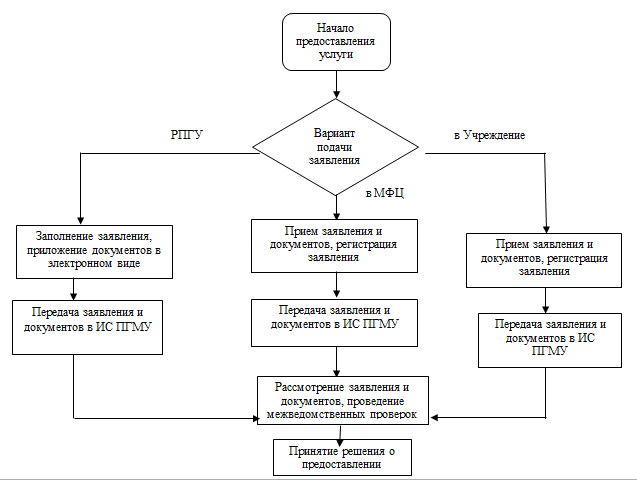 Начало
предоставления
услуги
РПГУ
Вариант
подачи
заявления
в Учреждение
в МФЦ
Заполнение заявления,
приложение документов в
электронном виде
Прием заявления и
документов, регистрация
заявления
Прием заявления и
документов, регистрация
заявления
Передача заявления и
документов в ИС ПГМУ
Передача заявления и
документов в ИС ПГМУ
Передача заявления и
документов в ИС
ПГМУ
Рассмотрение заявления и
документов, проведение
межведомственных проверок
Принятие решения о
предоставлении